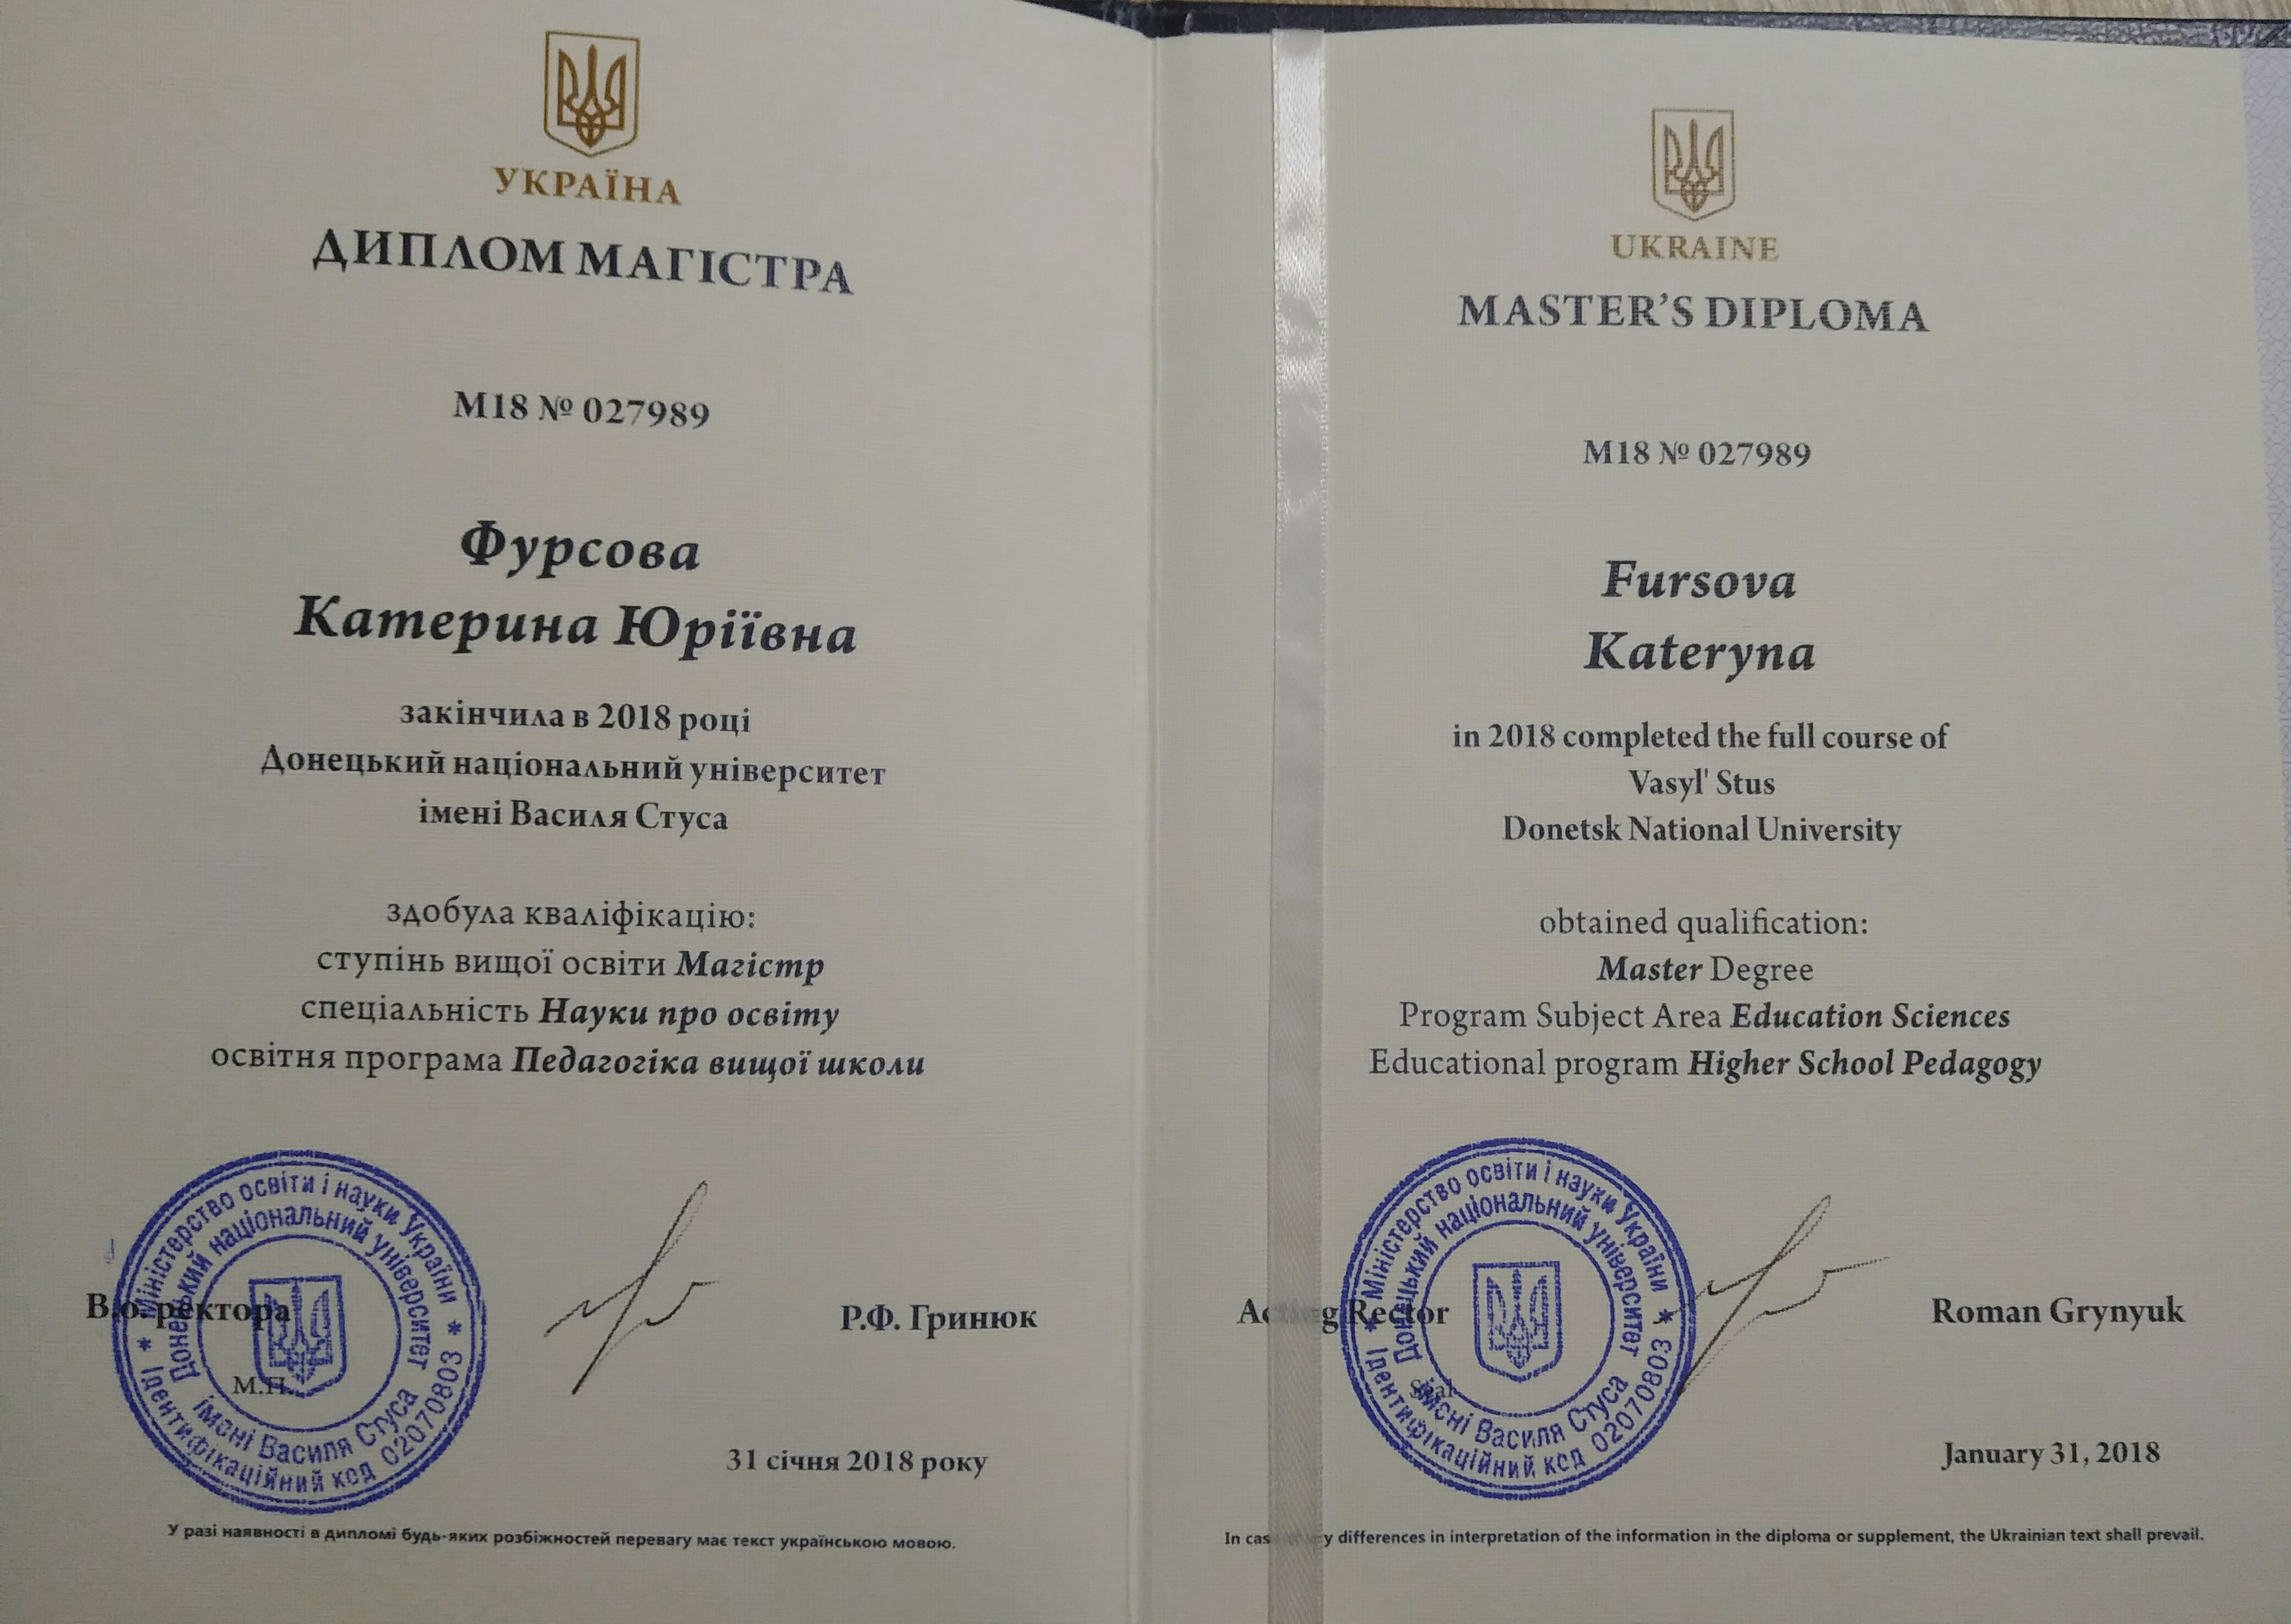 УКРАЇНА
ДИПЛОМ МАГІСТРА
М18 № 027989
Фурсова
Катерина Юріївна
закінчила в 2018 році
Донецький національний університет
імені Василя Стуса
здобула кваліфікацію:
ступінь вищої освіти Магістр
спеціальність Науки про освіту
освітня програма Педагогіка вищої школи
В.о. ректора
Р.Ф. Гринюк
М.П.
* Міністерство освіти і науки України *
Ідентифікаційний код 02070803
Донецький національний університет
імені Василя Стуса
31 січня 2018 року
У разі наявності в дипломі будь-яких розбіжностей перевагу має текст українською мовою.
UKRAINE
MASTER'S DIPLOMA
M18 № 027989
Fursova
Kateryna
in 2018 completed the full course of
Vasyl' Stus
Donetsk National University
obtained qualification:
Master Degree
Program Subject Area Education Sciences
Educational program Higher School Pedagogy
Acting Rector
Roman Grynyuk
Seal
* Міністерство освіти і науки України *
Ідентифікаційний код 02070803
Донецький національний університет
імені Василя Стуса
January 31, 2018
In differences in interpretation of the information in the diploma or supplement, the Ukrainian text shall prevail.